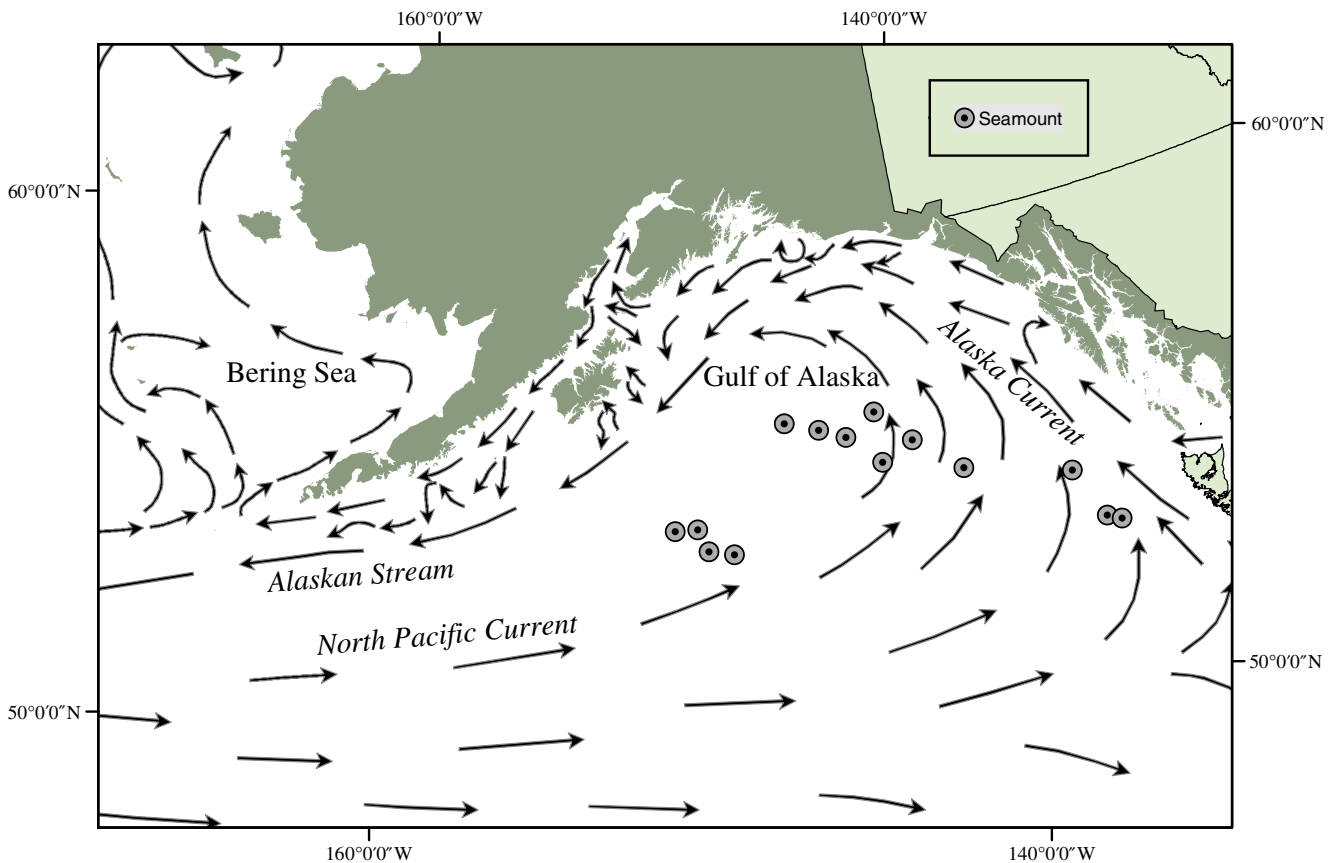 160°0′0″W
140°0′0″W
Seamount
60°0′0″N
60°0′0″N
Alaska Current
Bering Sea
Gulf of Alaska
Alaskan Stream
North Pacific Current
50°0′0″N
50°0′0″N
160°0′0″W
140°0′0″W